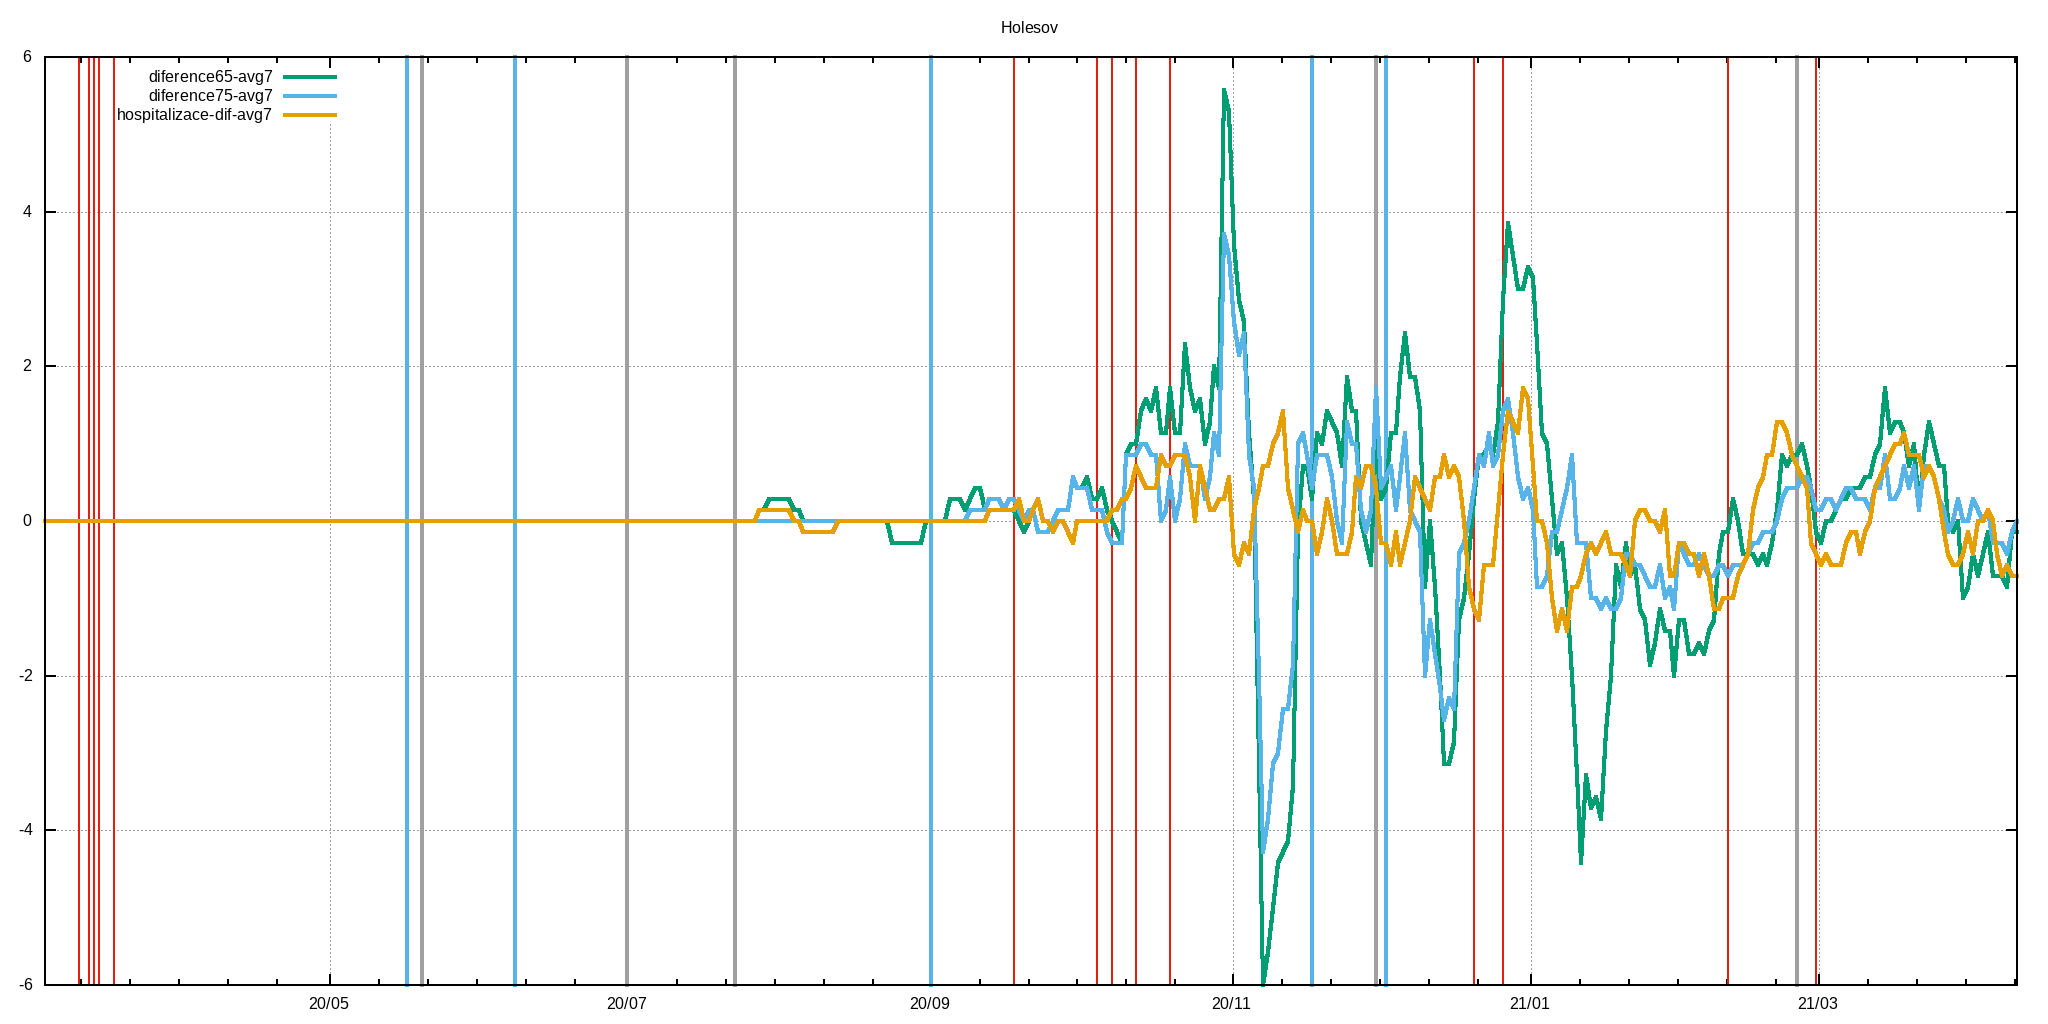 Holesov
6
diference65-avg7
diference75-avg7
hospitalizace-dif-avg7
4
2
0
-2
-4
-6
20/05 20/07 20/09 20/11 21/01 21/03